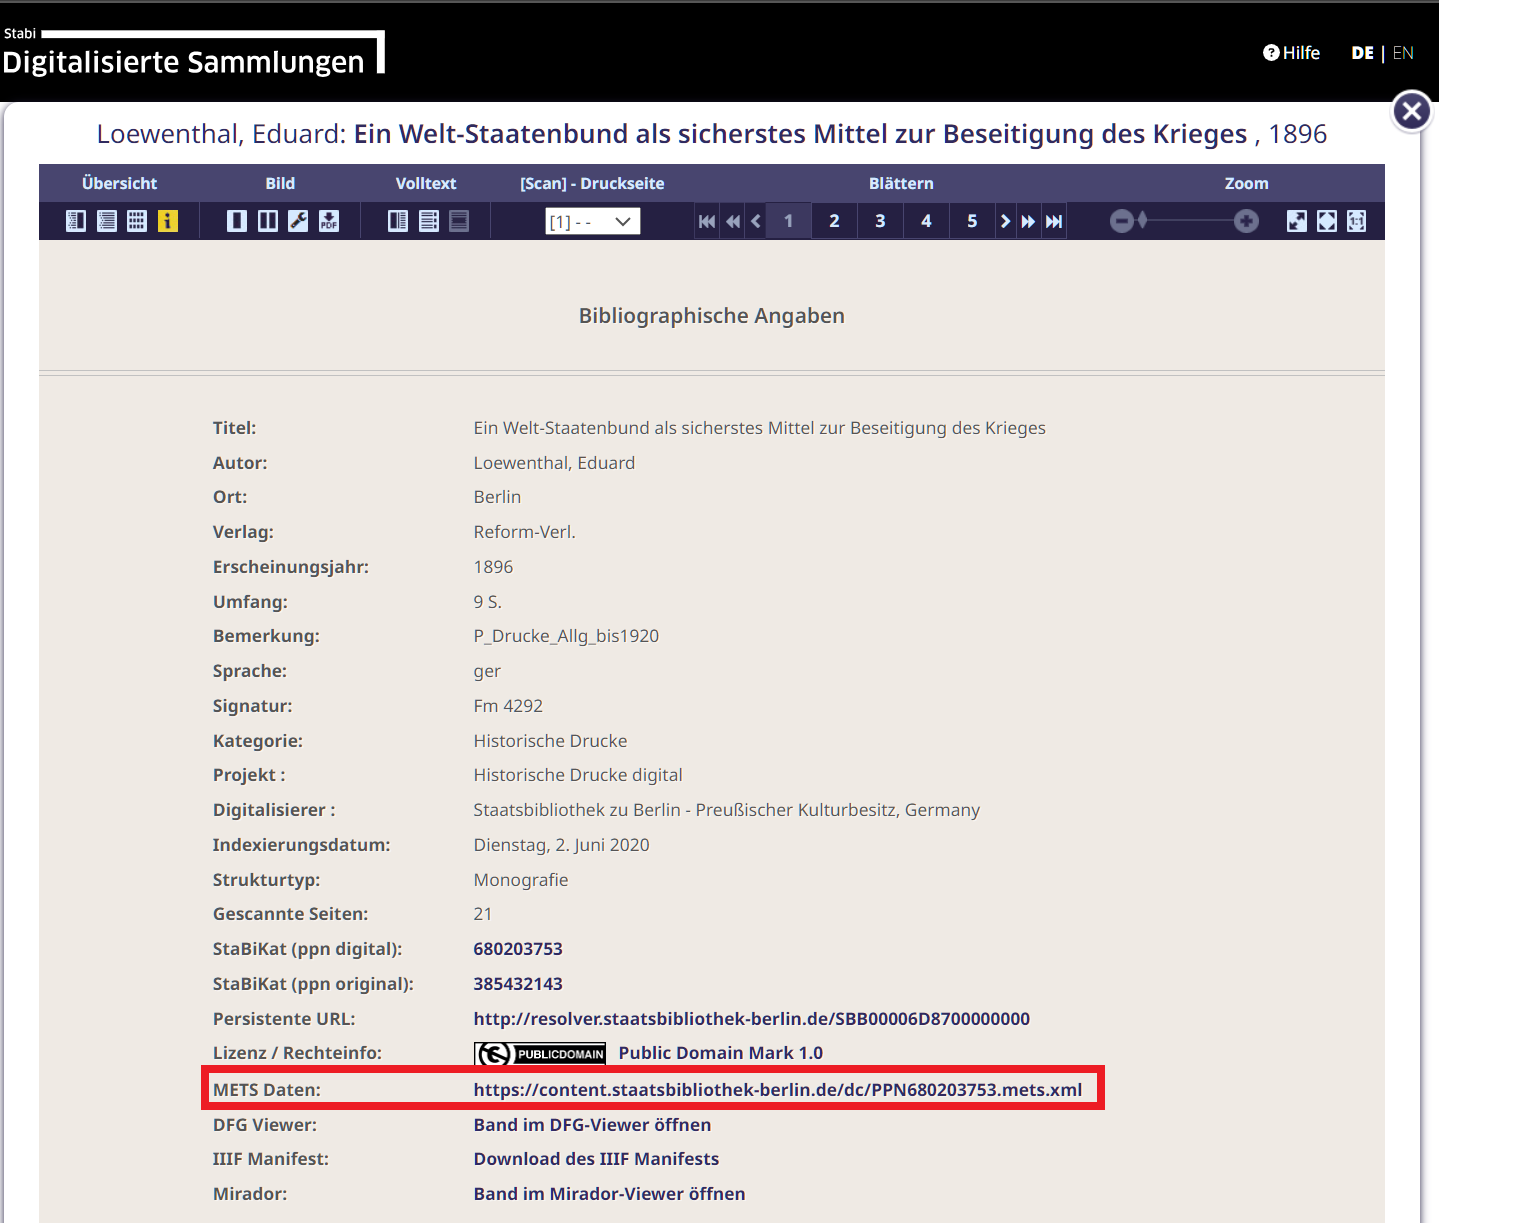 Stabi
Digitalisierte Sammlungen
? Hilfe DE | EN
Loewenthal, Eduard: Ein Welt-Staatenbund als sicherstes Mittel zur Beseitigung des Krieges , 1896
Übersicht Bild Volltext [Scan] - Druckseite Blättern Zoom
i PDF [1] - - 1 2 3 4 5 1:1
Bibliographische Angaben
Titel: Ein Welt-Staatenbund als sicherstes Mittel zur Beseitigung des Krieges
Autor: Loewenthal, Eduard
Ort: Berlin
Verlag: Reform-Verl.
Erscheinungsjahr: 1896
Umfang: 9 S.
Bemerkung: P_Drucke_Allg_bis1920
Sprache: ger
Signatur: Fm 4292
Kategorie: Historische Drucke
Projekt : Historische Drucke digital
Digitalisierer : Staatsbibliothek zu Berlin - Preußischer Kulturbesitz, Germany
Indexierungsdatum: Dienstag, 2. Juni 2020
Strukturtyp: Monografie
Gescannte Seiten: 21
StaBiKat (ppn digital): 680203753
StaBiKat (ppn original): 385432143
Persistente URL: http://resolver.staatsbibliothek-berlin.de/SBB00006D8700000000
Lizenz / Rechteinfo: PUBLICDOMAIN Public Domain Mark 1.0
METS Daten: https://content.staatsbibliothek-berlin.de/dc/PPN680203753.mets.xml
DFG Viewer: Band im DFG-Viewer öffnen
IIIF Manifest: Download des IIIF Manifests
Mirador: Band im Mirador-Viewer öffnen